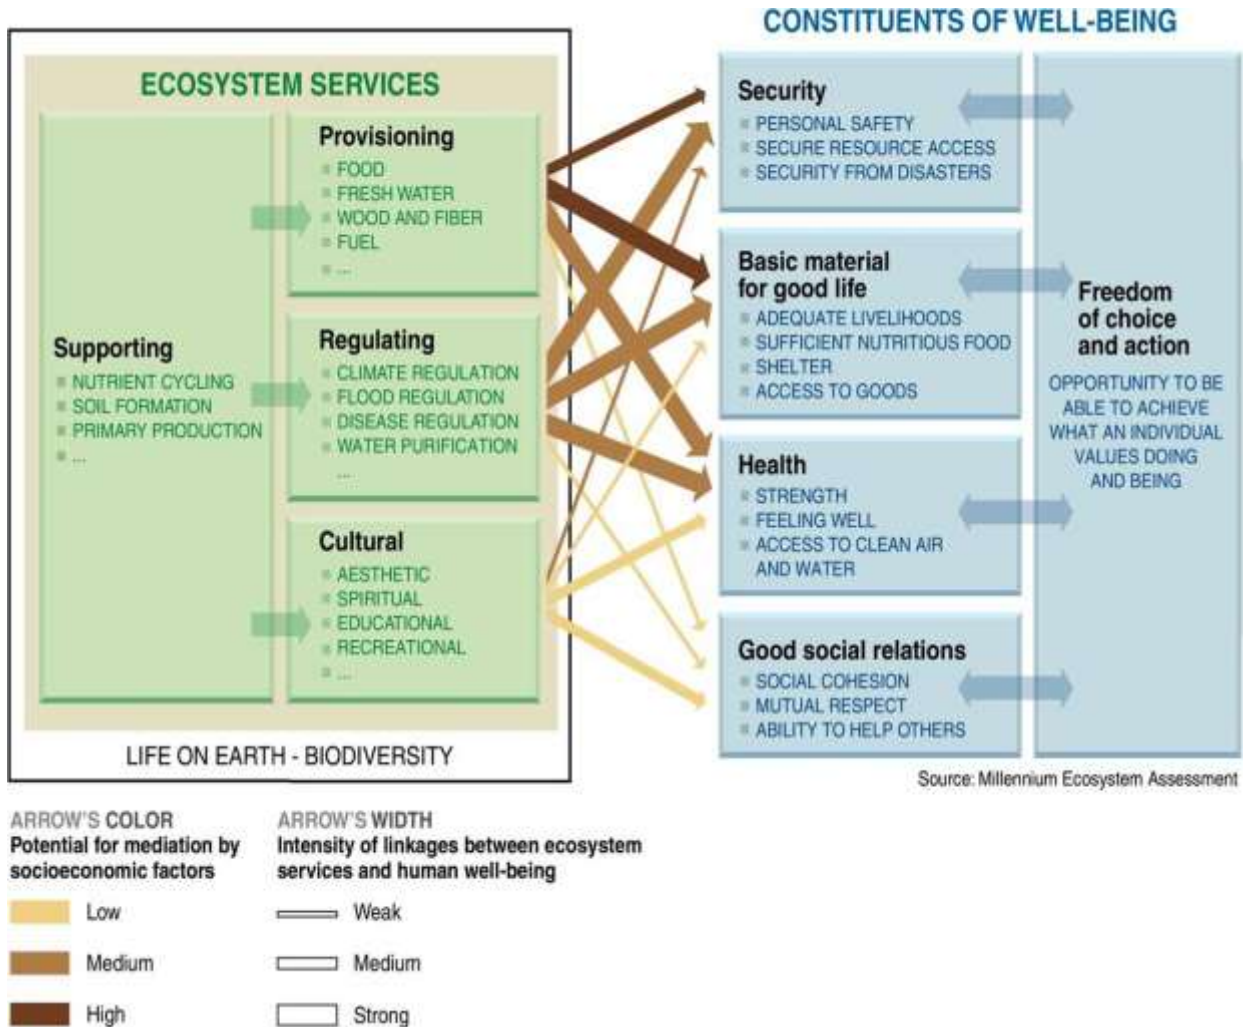 CONSTITUENTS OF WELL-BEING
ECOSYSTEM SERVICES
Supporting
NUTRIENT CYCLING
SOIL FORMATION
PRIMARY PRODUCTION
...
Provisioning
FOOD
FRESH WATER
WOOD AND FIBER
FUEL
...
Regulating
CLIMATE REGULATION
FLOOD REGULATION
DISEASE REGULATION
WATER PURIFICATION
...
Cultural
AESTHETIC
SPIRITUAL
EDUCATIONAL
RECREATIONAL
...
LIFE ON EARTH - BIODIVERSITY
Security
PERSONAL SAFETY
SECURE RESOURCE ACCESS
SECURITY FROM DISASTERS
Basic material
for good life
ADEQUATE LIVELIHOODS
SUFFICIENT NUTRITIOUS FOOD
SHELTER
ACCESS TO GOODS
Health
STRENGTH
FEELING WELL
ACCESS TO CLEAN AIR
AND WATER
Good social relations
SOCIAL COHESION
MUTUAL RESPECT
ABILITY TO HELP OTHERS
Freedom
of choice
and action
OPPORTUNITY TO BE
ABLE TO ACHIEVE
WHAT AN INDIVIDUAL
VALUES DOING
AND BEING
Source: Millennium Ecosystem Assessment
ARROW'S COLOR
Potential for mediation by
socioeconomic factors
Low
Medium
High
ARROW'S WIDTH
Intensity of linkages between ecosystem
services and human well-being
Weak
Medium
Strong